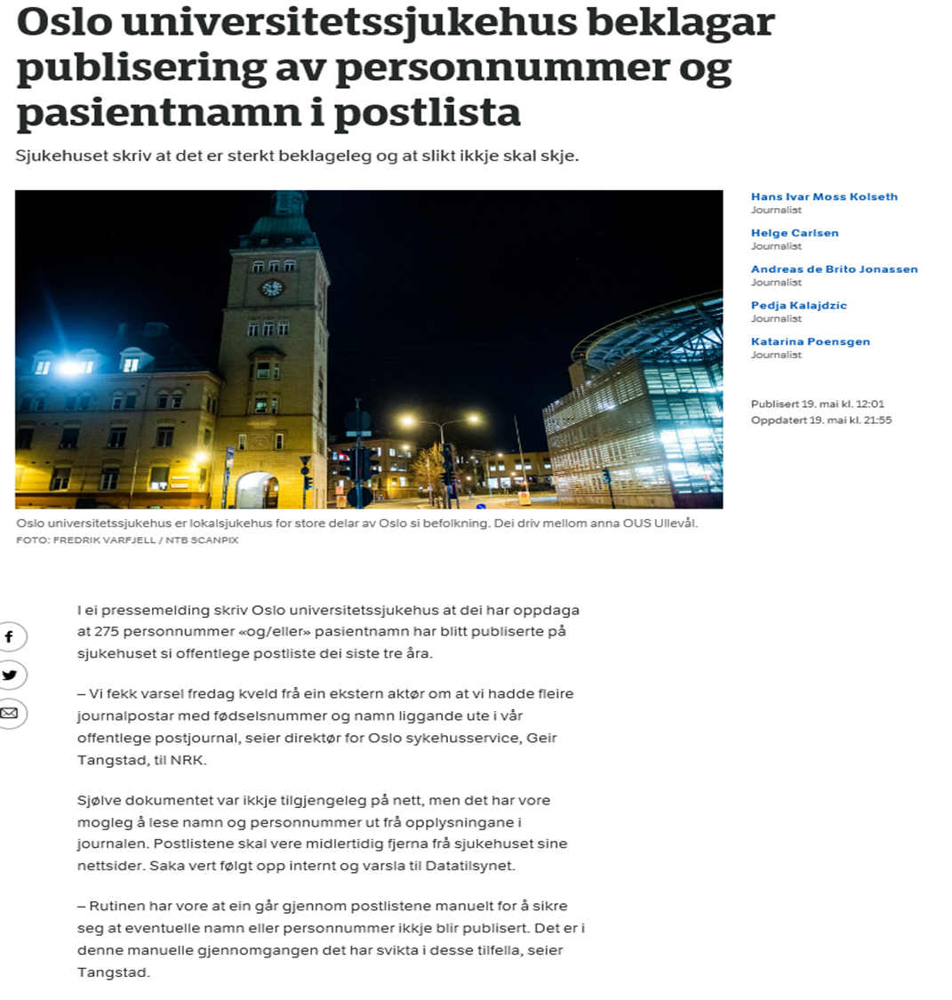 Oslo universitetssjukehus beklagar
publisering av personnummer og
pasientnamn i postlista
Sjukehuset skriv at det er sterkt beklageleg og at slikt ikkje skal skje.
Hans Ivar Moss Kolseth
Journalist
Helge Carlsen
Journalist
Andreas de Brito Jonassen
Journalist
Pedja Kalajdzic
Journalist
Katarina Poensgen
Journalist
Publisert 19. mai kl. 12:01
Oppdatert 19. mai kl. 21:55
Oslo universitetssjukehus er lokalsjukehus for store delar av Oslo si befolkning. Dei driv mellom anna OUS Ullevål.
FOTO: FREDRIK VARFJELL / NTB SCANPIX
I ei pressemelding skriv Oslo universitetssjukehus at dei har oppdaga
at 275 personnummer «og/eller» pasientnamn har blitt publiserte på
sjukehuset si offentlege postliste dei siste tre åra.
– Vi fekk varsel fredag kveld frå ein ekstern aktør om at vi hadde fleire
journalpostar med fødselsnummer og namn liggande ute i vår
offentlege postjournal, seier direktør for Oslo sykehusservice, Geir
Tangstad, til NRK.
Sjølve dokumentet var ikkje tilgjengeleg på nett, men det har vore
mogleg å lese namn og personnummer ut frå opplysningane i
journalen. Postlistene skal vere midlertidig fjerna frå sjukehuset sine
nettsider. Saka vert følgt opp internt og varsla til Datatilsynet.
– Rutinen har vore at ein går gjennom postlistene manuelt for å sikre
seg at eventuelle namn eller personnummer ikkje blir publisert. Det er i
denne manuelle gjennomgangen det har svikta i desse tilfella, seier
Tangstad.